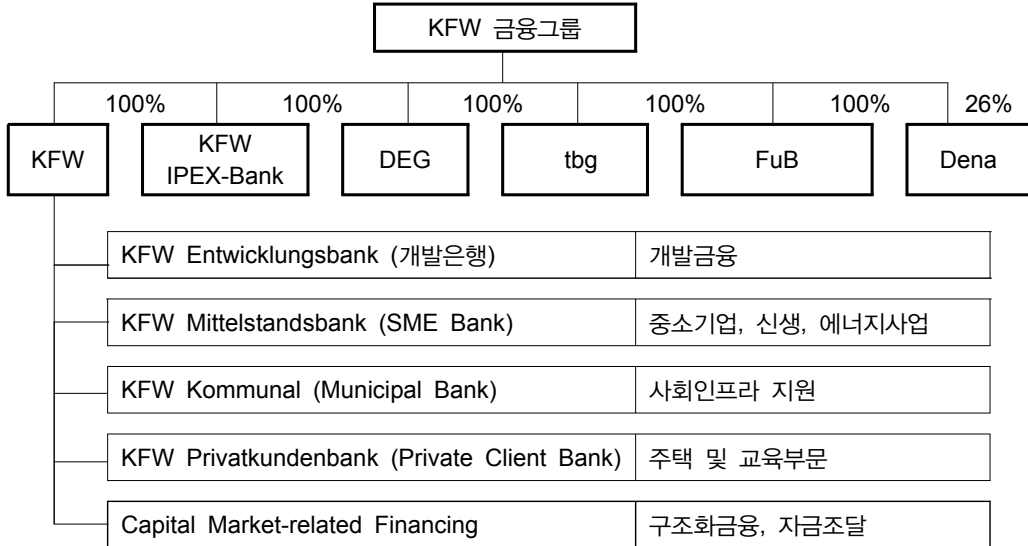 KFW 금융그룹
100% 100% 100% 100% 100% 26%
KFW
KFW
IPEX-Bank
DEG
tbg
FuB
Dena
KFW Entwicklungsbank (개발은행) 개발금융
KFW Mittelstandsbank (SME Bank) 중소기업, 신생, 에너지사업
KFW Kommunal (Municipal Bank) 사회인프라 지원
KFW Privatkundenbank (Private Client Bank) 주택 및 교육부문
Capital Market-related Financing 구조화금융, 자금조달